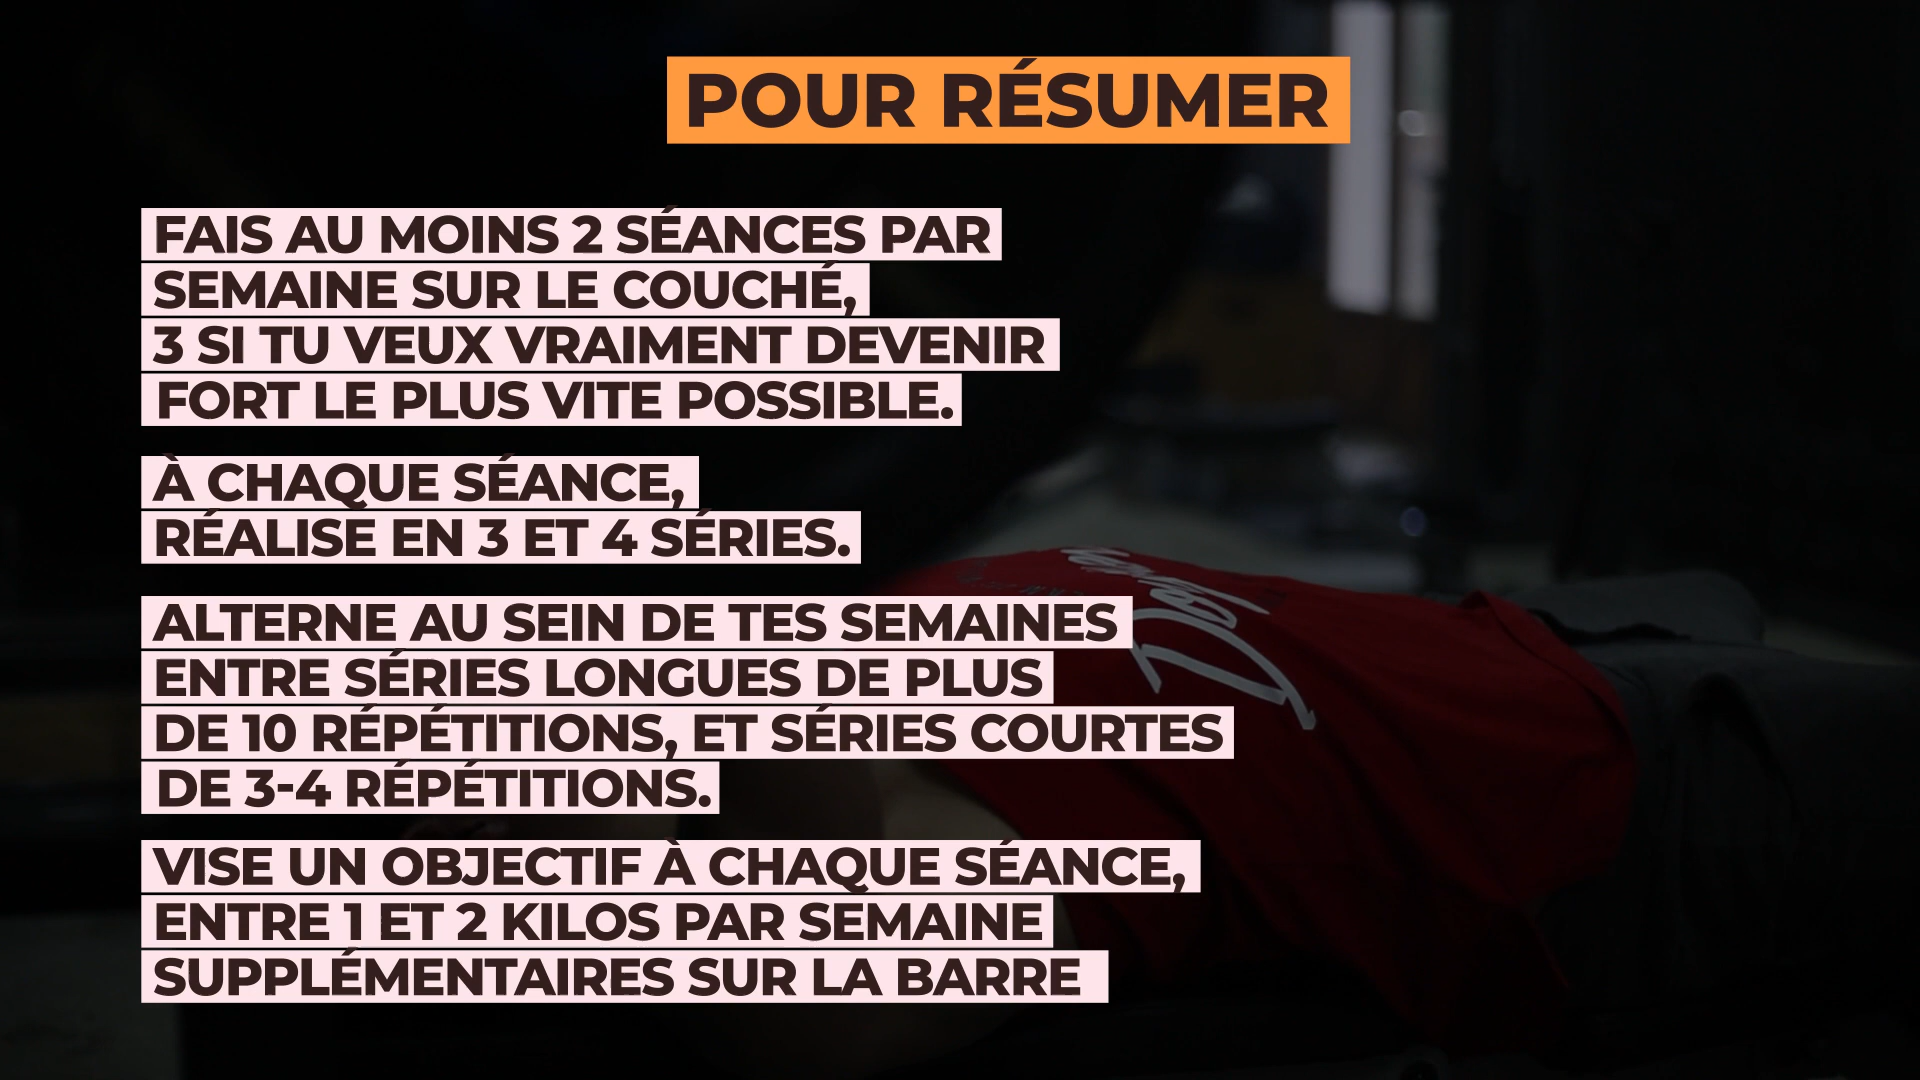 POUR RÉSUMER
FAIS AU MOINS 2 SÉANCES PAR
SEMAINE SUR LE COUCHÉ,
3 SI TU VEUX VRAIMENT DEVENIR
FORT LE PLUS VITE POSSIBLE.
À CHAQUE SÉANCE,
RÉALISE EN 3 ET 4 SÉRIES.
ALTERNE AU SEIN DE TES SEMAINES
ENTRE SÉRIES LONGUES DE PLUS
DE 10 RÉPÉTITIONS, ET SÉRIES COURTES
DE 3-4 RÉPÉTITIONS.
VISE UN OBJECTIF À CHAQUE SÉANCE,
ENTRE 1 ET 2 KILOS PAR SEMAINE
SUPPLÉMENTAIRES SUR LA BARRE